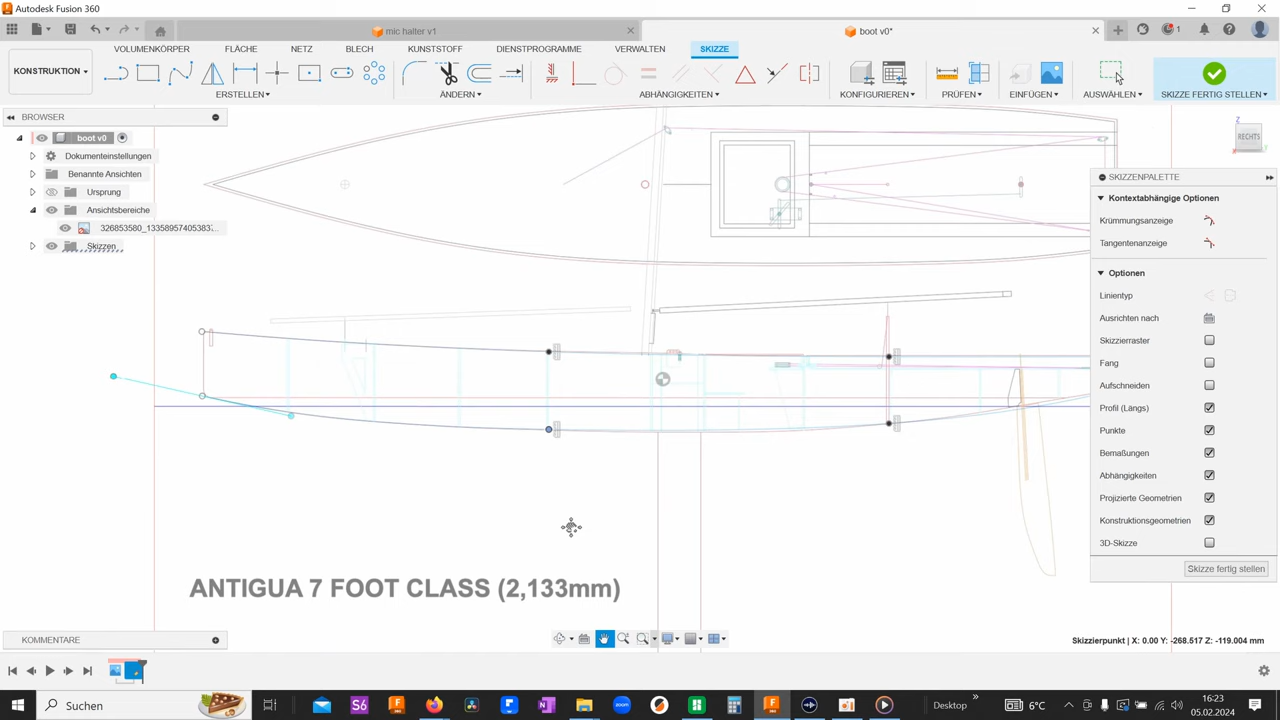 Autodesk Fusion 360
mic halter v1
boot v0*
1
KONSTRUKTION
VOLUMENKÖRPER
FLÄCHE
NETZ
BLECH
KUNSTSTOFF
DIENSTPROGRAMME
VERWALTEN
SKIZZE
ERSTELLEN
ÄNDERN
ABHÄNGIGKEITEN
KONFIGURIEREN
PRÜFEN
EINFÜGEN
AUSWÄHLEN
SKIZZE FERTIG STELLEN
BROWSER
boot v0
Dokumenteinstellungen
Benannte Ansichten
Ursprung
Ansichtsbereiche
326853580_13358957405383...
Skizzen
Z
RECHTS
SKIZZENPALETTE
Kontextabhängige Optionen
Krümmungsanzeige
Tangentenanzeige
Optionen
Linientyp
Ausrichten nach
Skizzierraster
Fang
Aufschneiden
Profil (Längs)
Punkte
Bemaßungen
Abhängigkeiten
Projizierte Geometrien
Konstruktionsgeometrien
3D-Skizze
Skizze fertig stellen
ANTIGUA 7 FOOT CLASS (2,133mm)
KOMMENTARE
Skizzierpunkt | X: 0.00 Y: -268.517 Z: -119.004 mm
Suchen
S6
zoom
Desktop
6°C
16:23
05.02.2024